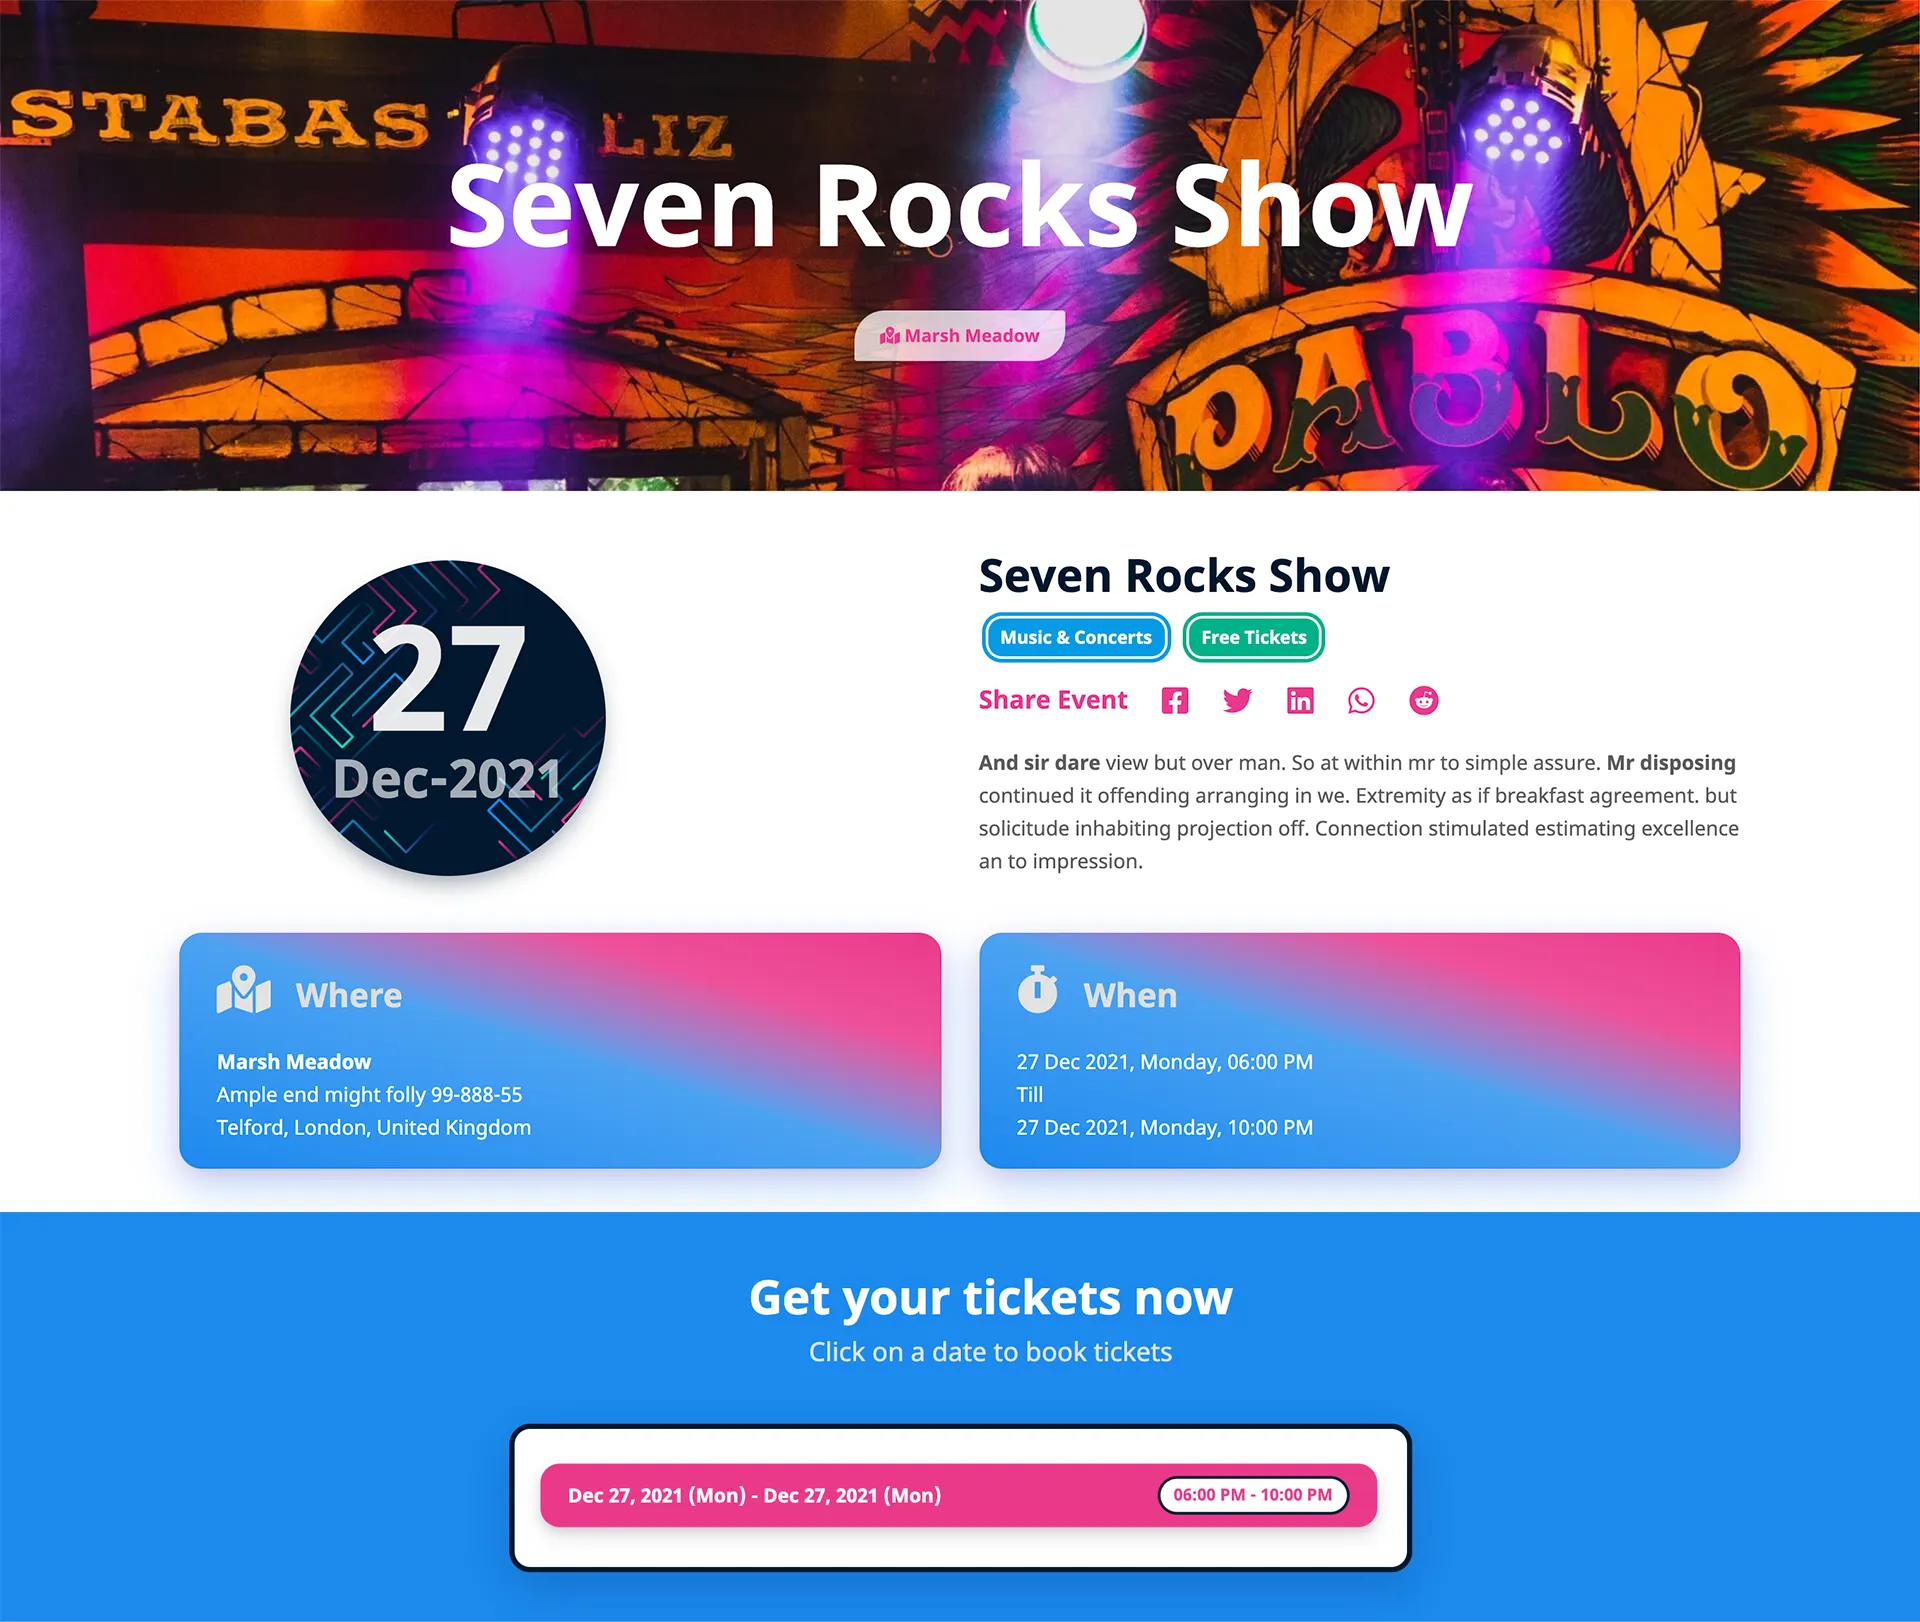 STABAS LIZ
Seven Rocks Show
Marsh Meadow
PABLO
27
Dec-2021
Seven Rocks Show
Music & Concerts Free Tickets
Share Event
And sir dare view but over man. So at within mr to simple assure. Mr disposing
continued it offending arranging in we. Extremity as if breakfast agreement. but
solicitude inhabiting projection off. Connection stimulated estimating excellence
an to impression.
Where
Marsh Meadow
Ample end might folly 99-888-55
Telford, London, United Kingdom
When
27 Dec 2021, Monday, 06:00 PM
Till
27 Dec 2021, Monday, 10:00 PM
Get your tickets now
Click on a date to book tickets
Dec 27, 2021 (Mon) - Dec 27, 2021 (Mon) 06:00 PM - 10:00 PM